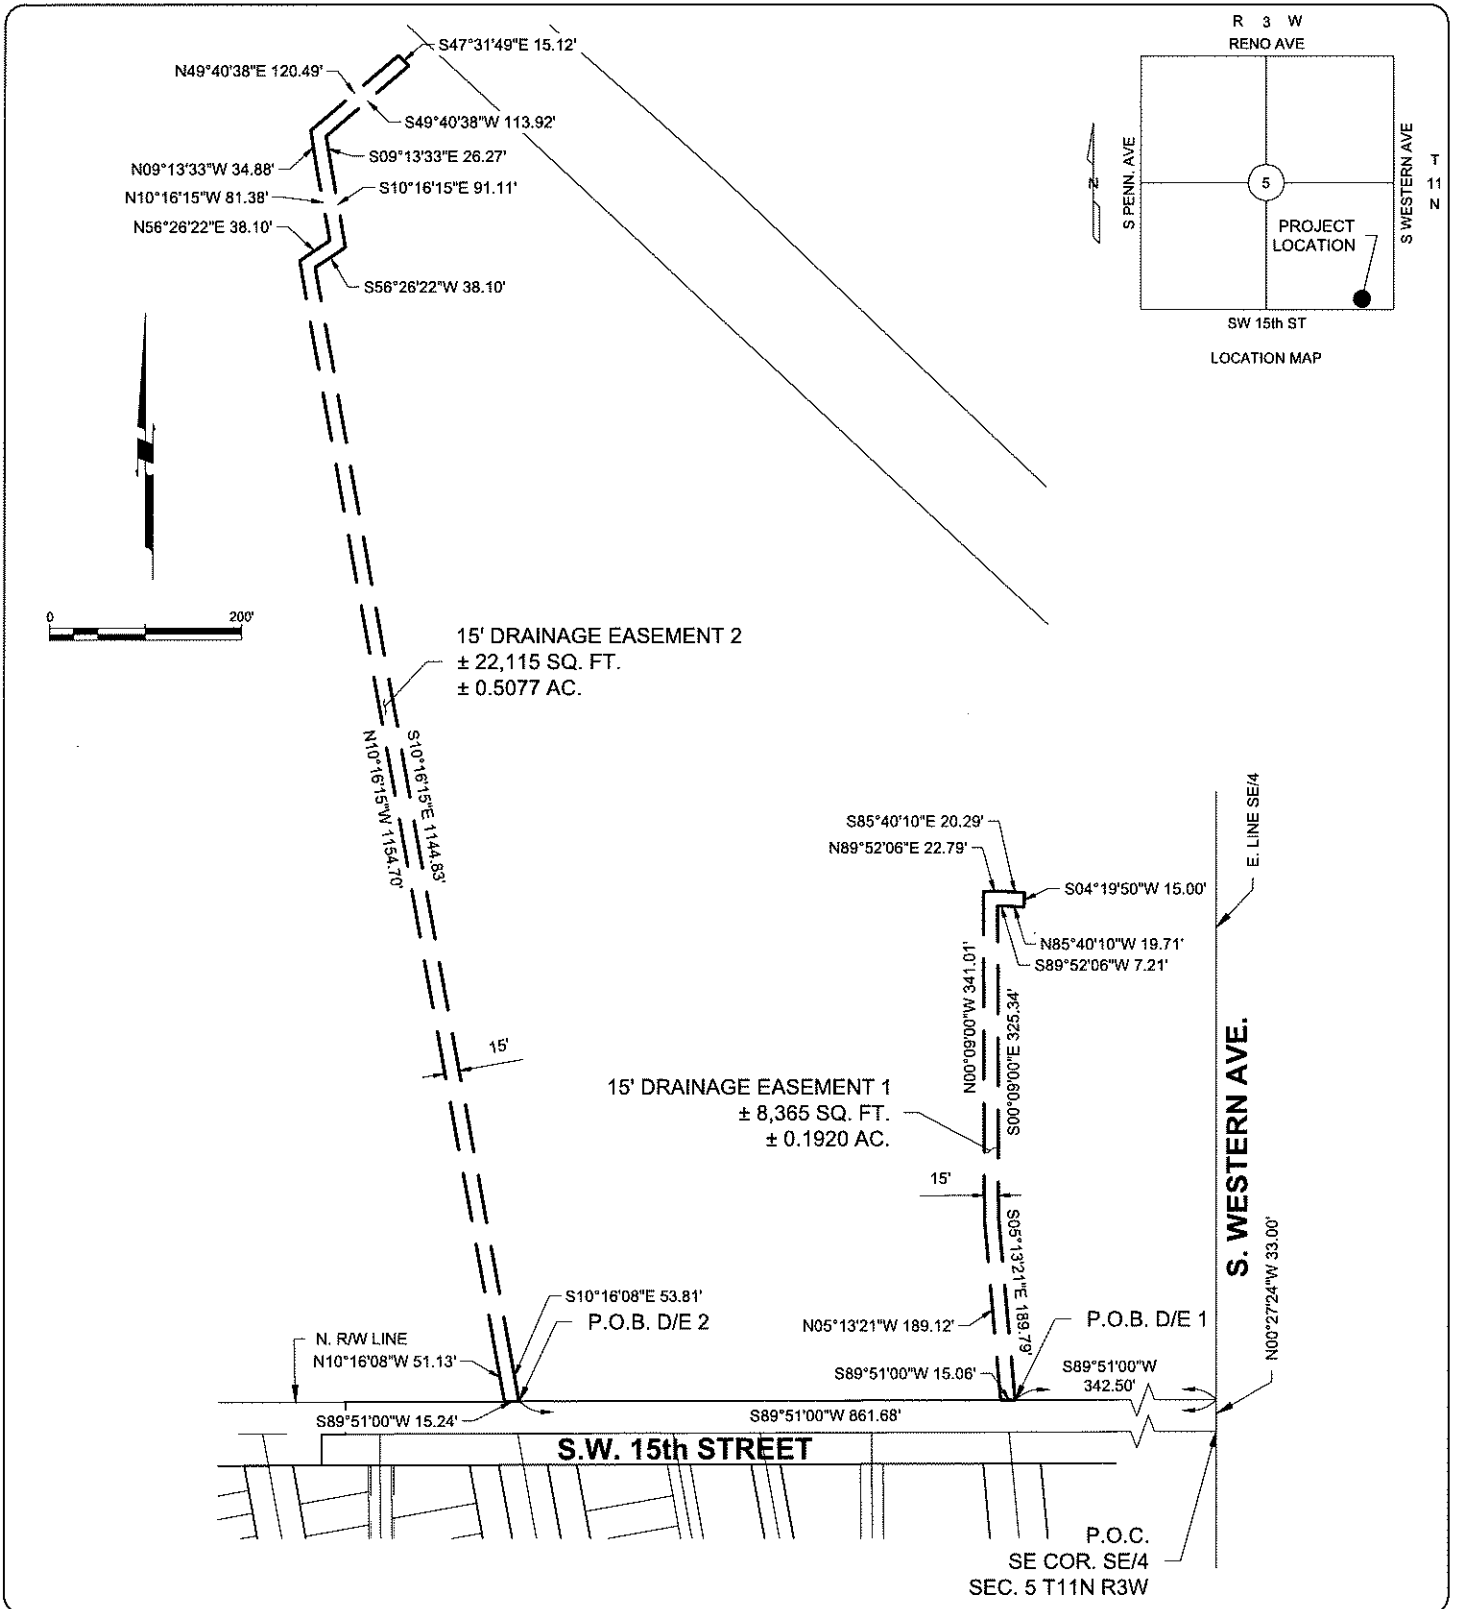 R 3 W
RENO AVE
S PENN. AVE
N
5
S WESTERN AVE
T
11
N
PROJECT
LOCATION
SW 15th ST
LOCATION MAP
S47°31'49"E 15.12'
N49°40'38"E 120.49'
S49°40'38"W 113.92'
S09°13'33"E 26.27'
N09°13'33"W 34.88'
S10°16'15"E 91.11'
N10°16'15"W 81.38'
N56°26'22"E 38.10'
S56°26'22"W 38.10'
N
0 200'
15' DRAINAGE EASEMENT 2
± 22,115 SQ. FT.
± 0.5077 AC.
N10°16'15"W 1154.70'
S10°16'15"E 1144.83'
S85°40'10"E 20.29'
N89°52'06"E 22.79'
S04°19'50"W 15.00'
N85°40'10"W 19.71'
S89°52'06"W 7.21'
E. LINE SE/4
N00°09'00"W 341.01'
S00°09'00"E 325.34'
15'
15' DRAINAGE EASEMENT 1
± 8,365 SQ. FT.
± 0.1920 AC.
15'
S. WESTERN AVE.
S05°13'21"E 189.79'
N00°27'24"W 33.00'
S10°16'08"E 53.81'
P.O.B. D/E 2
P.O.B. D/E 1
N05°13'21"W 189.12'
N. R/W LINE
N10°16'08"W 51.13'
S89°51'00"W 15.06'
S89°51'00"W
342.50'
S89°51'00"W 15.24'
S89°51'00"W 861.68'
S.W. 15th STREET
P.O.C.
SE COR. SE/4
SEC. 5 T11N R3W